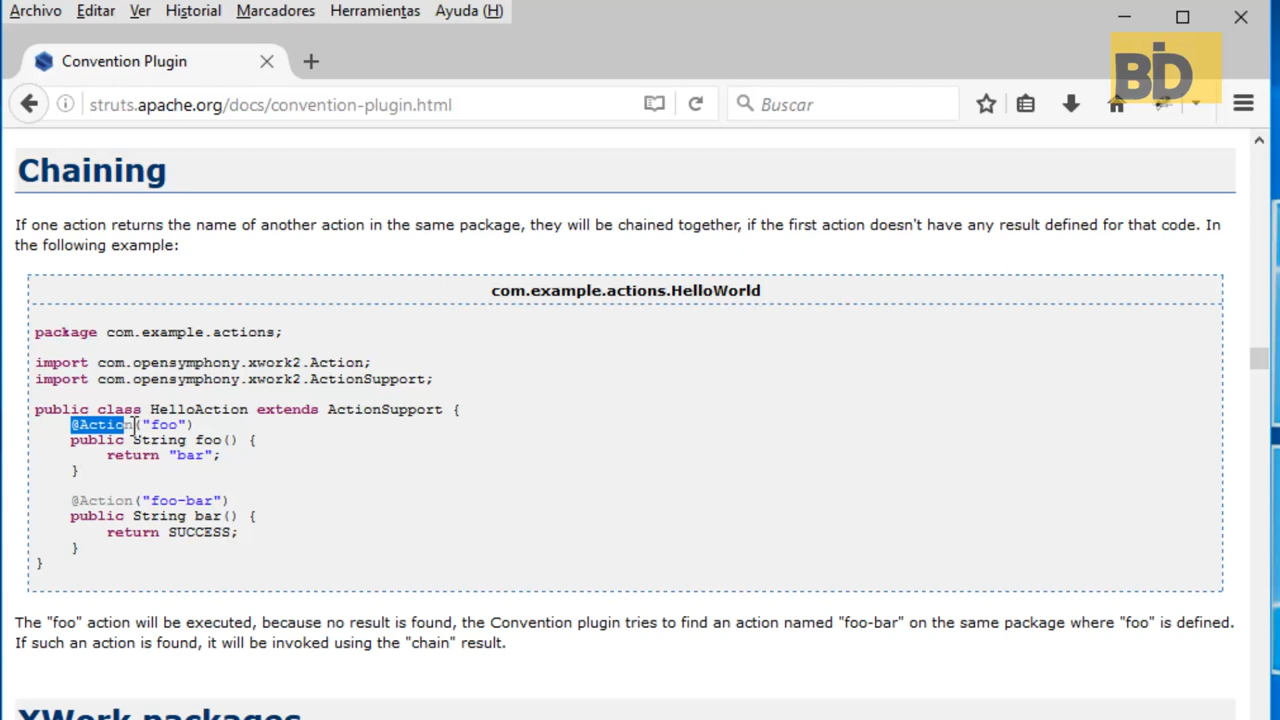 Archivo Editar Ver Historial Marcadores Herramientas Ayuda (H)
BID
Convention Plugin
struts.apache.org/docs/convention-plugin.html
Buscar
Chaining
If one action returns the name of another action in the same package, they will be chained together, if the first action doesn't have any result defined for that code. In
the following example:
com.example.actions.HelloWorld
package com.example.actions;
import com.opensymphony.xwork2.Action;
import com.opensymphony.xwork2.ActionSupport;
public class HelloAction extends ActionSupport {
@Action("foo")
public String foo() {
return "bar";
}
@Action("foo-bar")
public String bar() {
return SUCCESS;
}
}
The "foo" action will be executed, because no result is found, the Convention plugin tries to find an action named "foo-bar" on the same package where "foo" is defined.
If such an action is found, it will be invoked using the "chain" result.
XWork packages